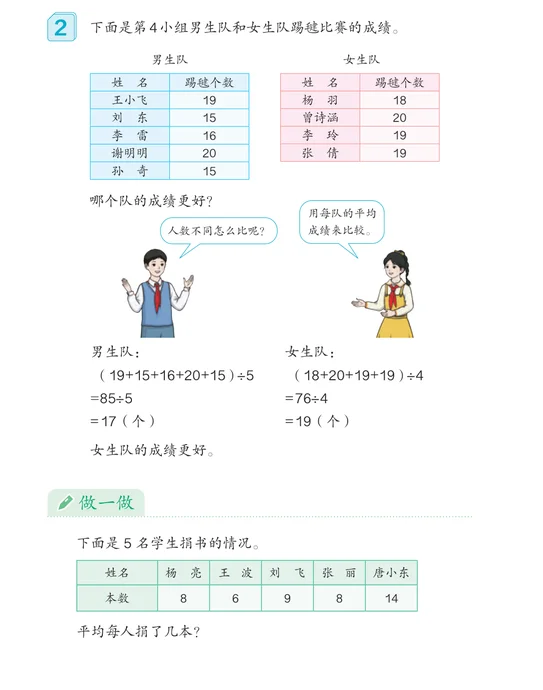 2 下面是第4小组男生队和女生队踢毽比赛的成绩。
男生队 女生队
姓 名 踢毽个数 姓 名 踢毽个数
王小飞 19 杨 羽 18
刘 东 15 曾诗涵 20
李 雷 16 李 玲 19
谢明明 20 张 倩 19
孙 奇 15
哪个队的成绩更好?
人数不同怎么比呢?
用每队的平均
成绩来比较。
男生队: 女生队:
(19+15+16+20+15)÷5 (18+20+19+19)÷4
=85÷5 =76÷4
=17(个) =19(个)
女生队的成绩更好。
做一做
下面是 5 名学生捐书的情况。
姓名 杨 亮 王 波 刘 飞 张 丽 唐小东
本数 8 6 9 8 14
平均每人捐了几本?